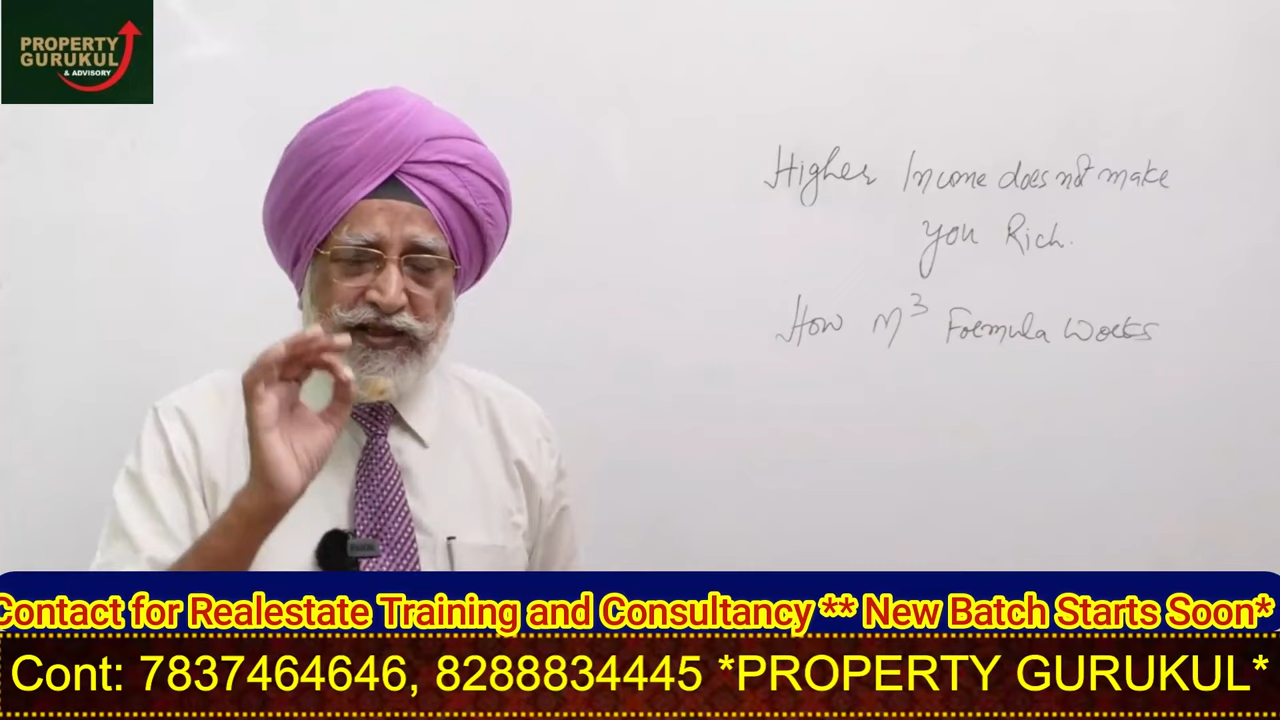 PROPERTY
GURUKUL
& ADVISORY
Higher Income does not make
you Rich.
How M³ Formula Works
Contact for Realestate Training and Consultancy ** New Batch Starts Soon*
Cont: 7837464646, 8288834445 *PROPERTY GURUKUL*